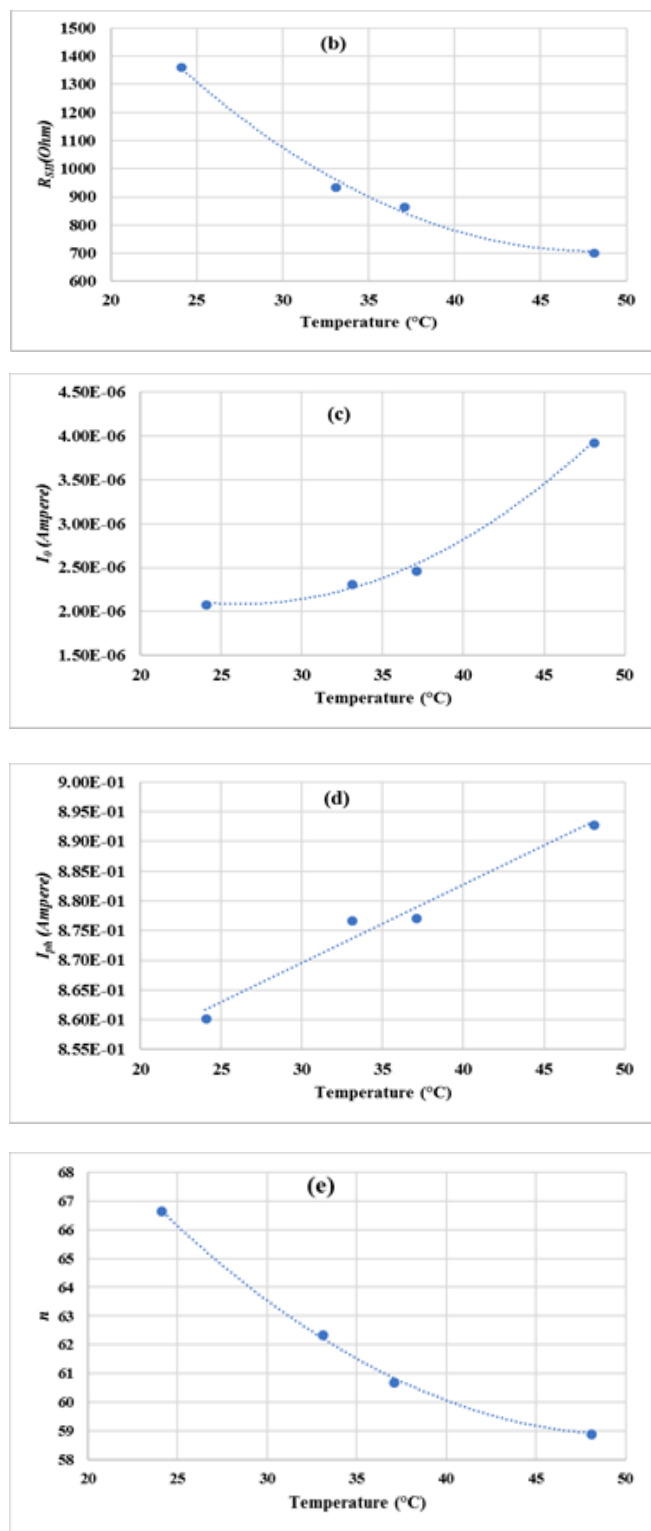 (b)
1500
1400
1300
1200
1100
1000
900
800
700
600
R_SH(Ohm)
20 25 30 35 40 45 50
Temperature (°C)
(c)
4.50E-06
4.00E-06
3.50E-06
3.00E-06
2.50E-06
2.00E-06
1.50E-06
I_0 (Ampere)
20 25 30 35 40 45 50
Temperature (°C)
(d)
9.00E-01
8.95E-01
8.90E-01
8.85E-01
8.80E-01
8.75E-01
8.70E-01
8.65E-01
8.60E-01
8.55E-01
I_ph (Ampere)
20 25 30 35 40 45 50
Temperature (°C)
(e)
68
67
66
65
64
63
62
61
60
59
58
n
20 25 30 35 40 45 50
Temperature (°C)